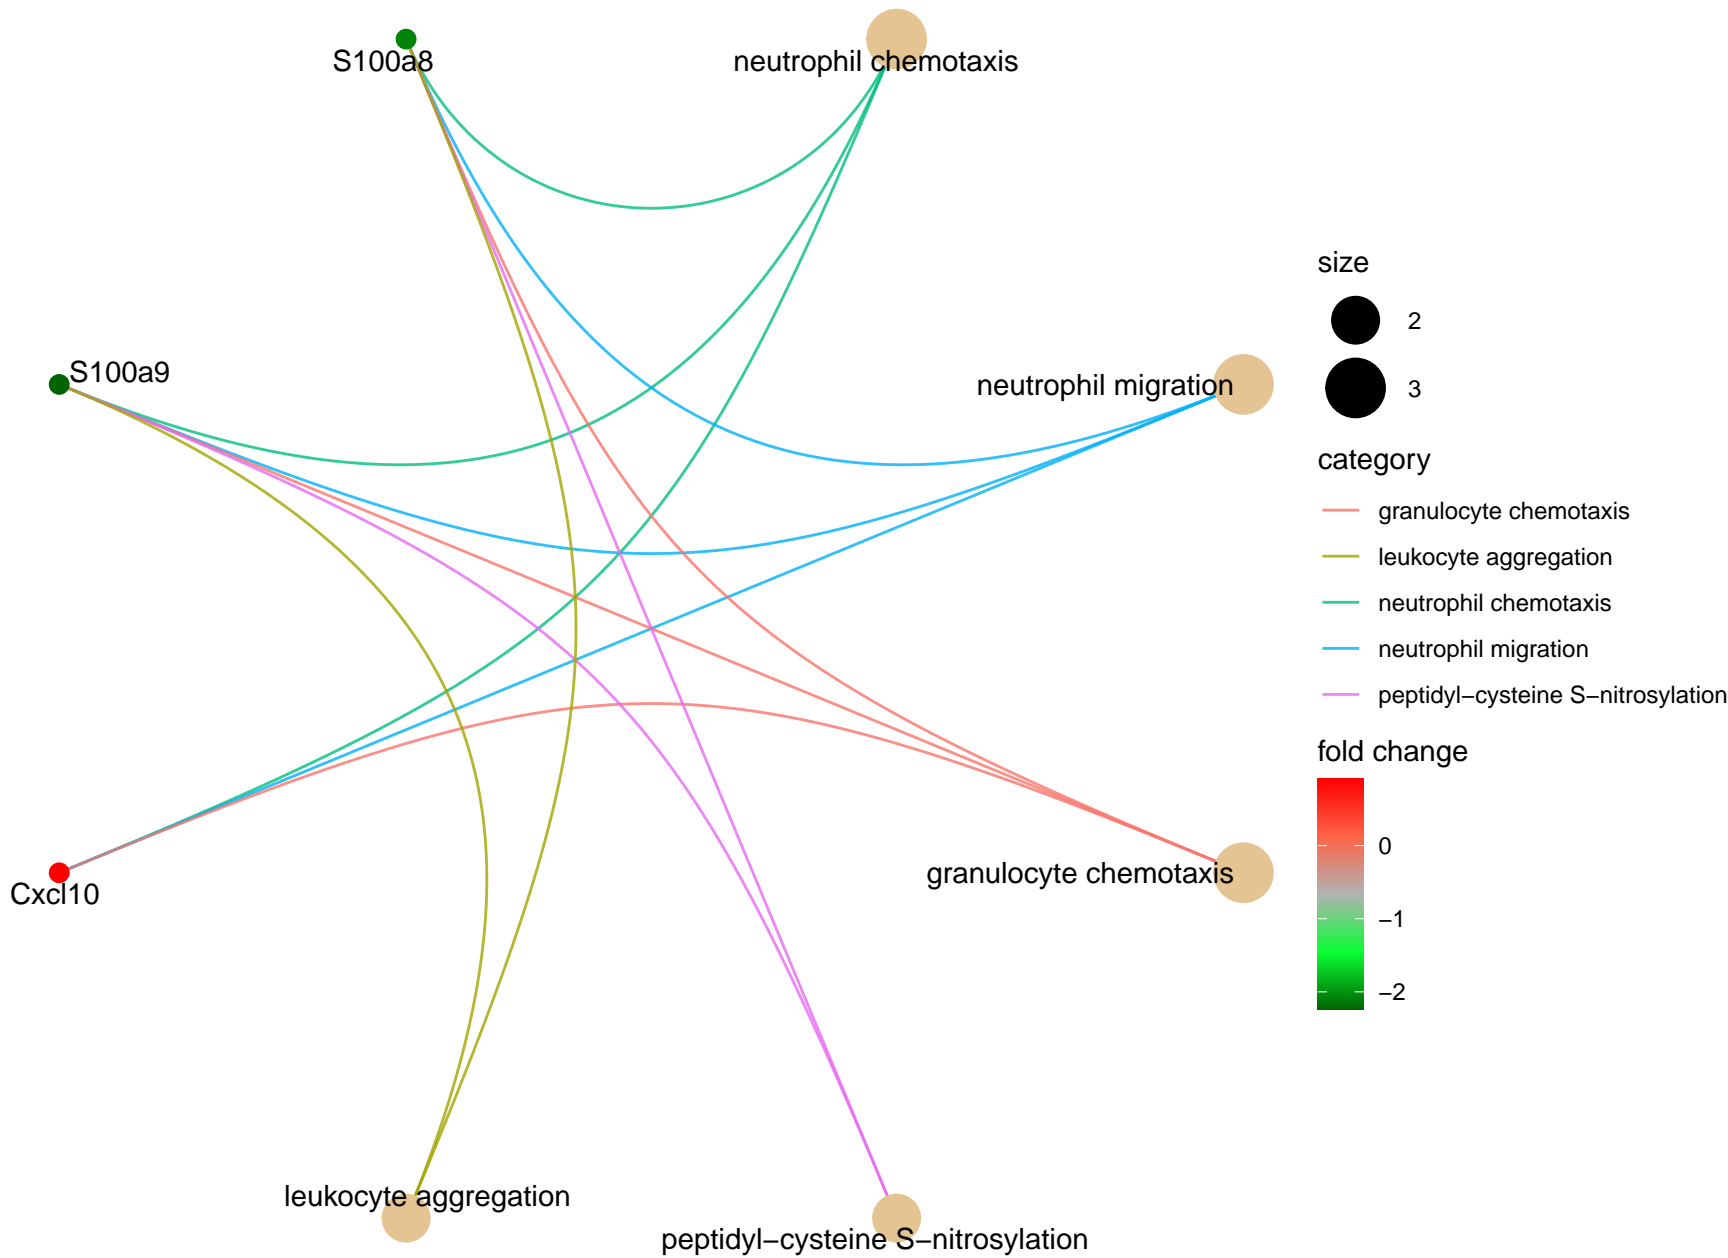 S100a8
neutrophil chemotaxis
S100a9
neutrophil migration
Cxcl10
granulocyte chemotaxis
leukocyte aggregation
peptidyl−cysteine S−nitrosylation
size
2
3
category
granulocyte chemotaxis
leukocyte aggregation
neutrophil chemotaxis
neutrophil migration
peptidyl−cysteine S−nitrosylation
fold change
0
−1
−2